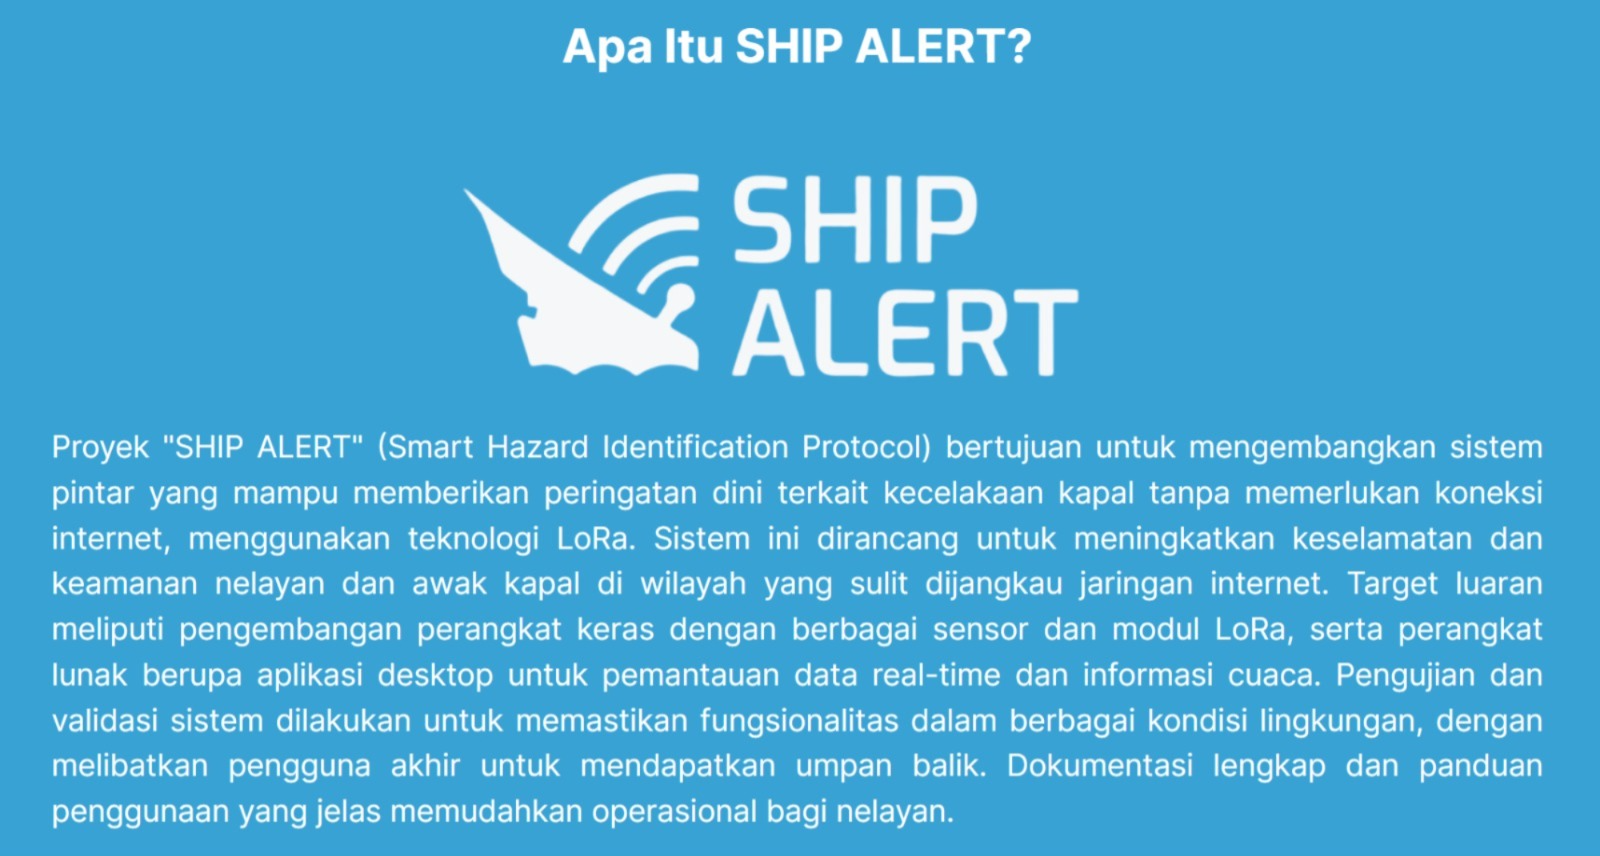 Apa Itu SHIP ALERT?
SHIP
ALERT
Proyek "SHIP ALERT" (Smart Hazard Identification Protocol) bertujuan untuk mengembangkan sistem
pintar yang mampu memberikan peringatan dini terkait kecelakaan kapal tanpa memerlukan koneksi
internet, menggunakan teknologi LoRa. Sistem ini dirancang untuk meningkatkan keselamatan dan
keamanan nelayan dan awak kapal di wilayah yang sulit dijangkau jaringan internet. Target luaran
meliputi pengembangan perangkat keras dengan berbagai sensor dan modul LoRa, serta perangkat
lunak berupa aplikasi desktop untuk pemantauan data real-time dan informasi cuaca. Pengujian dan
validasi sistem dilakukan untuk memastikan fungsionalitas dalam berbagai kondisi lingkungan, dengan
melibatkan pengguna akhir untuk mendapatkan umpan balik. Dokumentasi lengkap dan panduan
penggunaan yang jelas memudahkan operasional bagi nelayan.